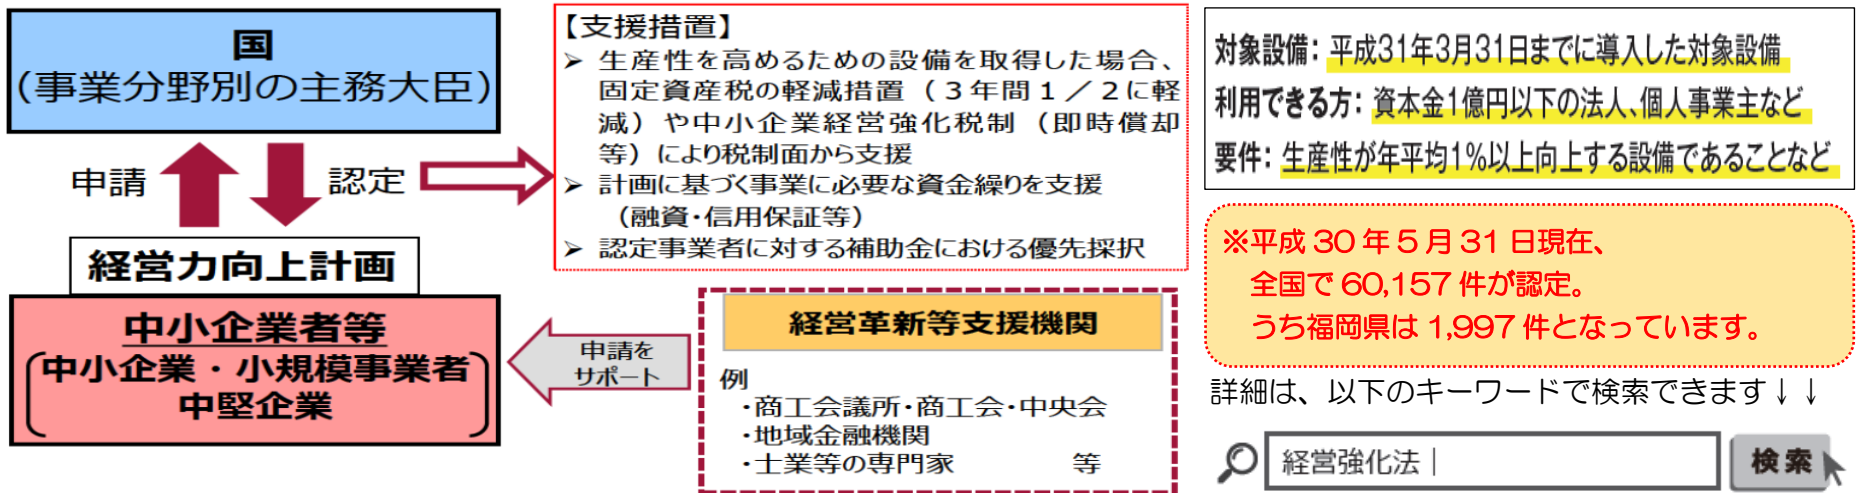 国
(事業分野別の主務大臣)
申請
認定
経営力向上計画
中小企業者等
中小企業・小規模事業者
中堅企業
【支援措置】
➢ 生産性を高めるための設備を取得した場合、
固定資産税の軽減措置(3年間1/2に軽
減)や中小企業経営強化税制(即時償却
等)により税制面から支援
➢ 計画に基づく事業に必要な資金繰りを支援
(融資・信用保証等)
➢ 認定事業者に対する補助金における優先採択
申請を
サポート
経営革新等支援機関
例
・商工会議所・商工会・中央会
・地域金融機関
・士業等の専門家 等
対象設備：平成31年3月31日までに導入した対象設備
利用できる方：資本金1億円以下の法人、個人事業主など
要件：生産性が年平均1%以上向上する設備であることなど
※平成30年5月31日現在、
全国で60,157件が認定。
うち福岡県は1,997件となっています。
詳細は、以下のキーワードで検索できます↓↓
経営強化法|
検索